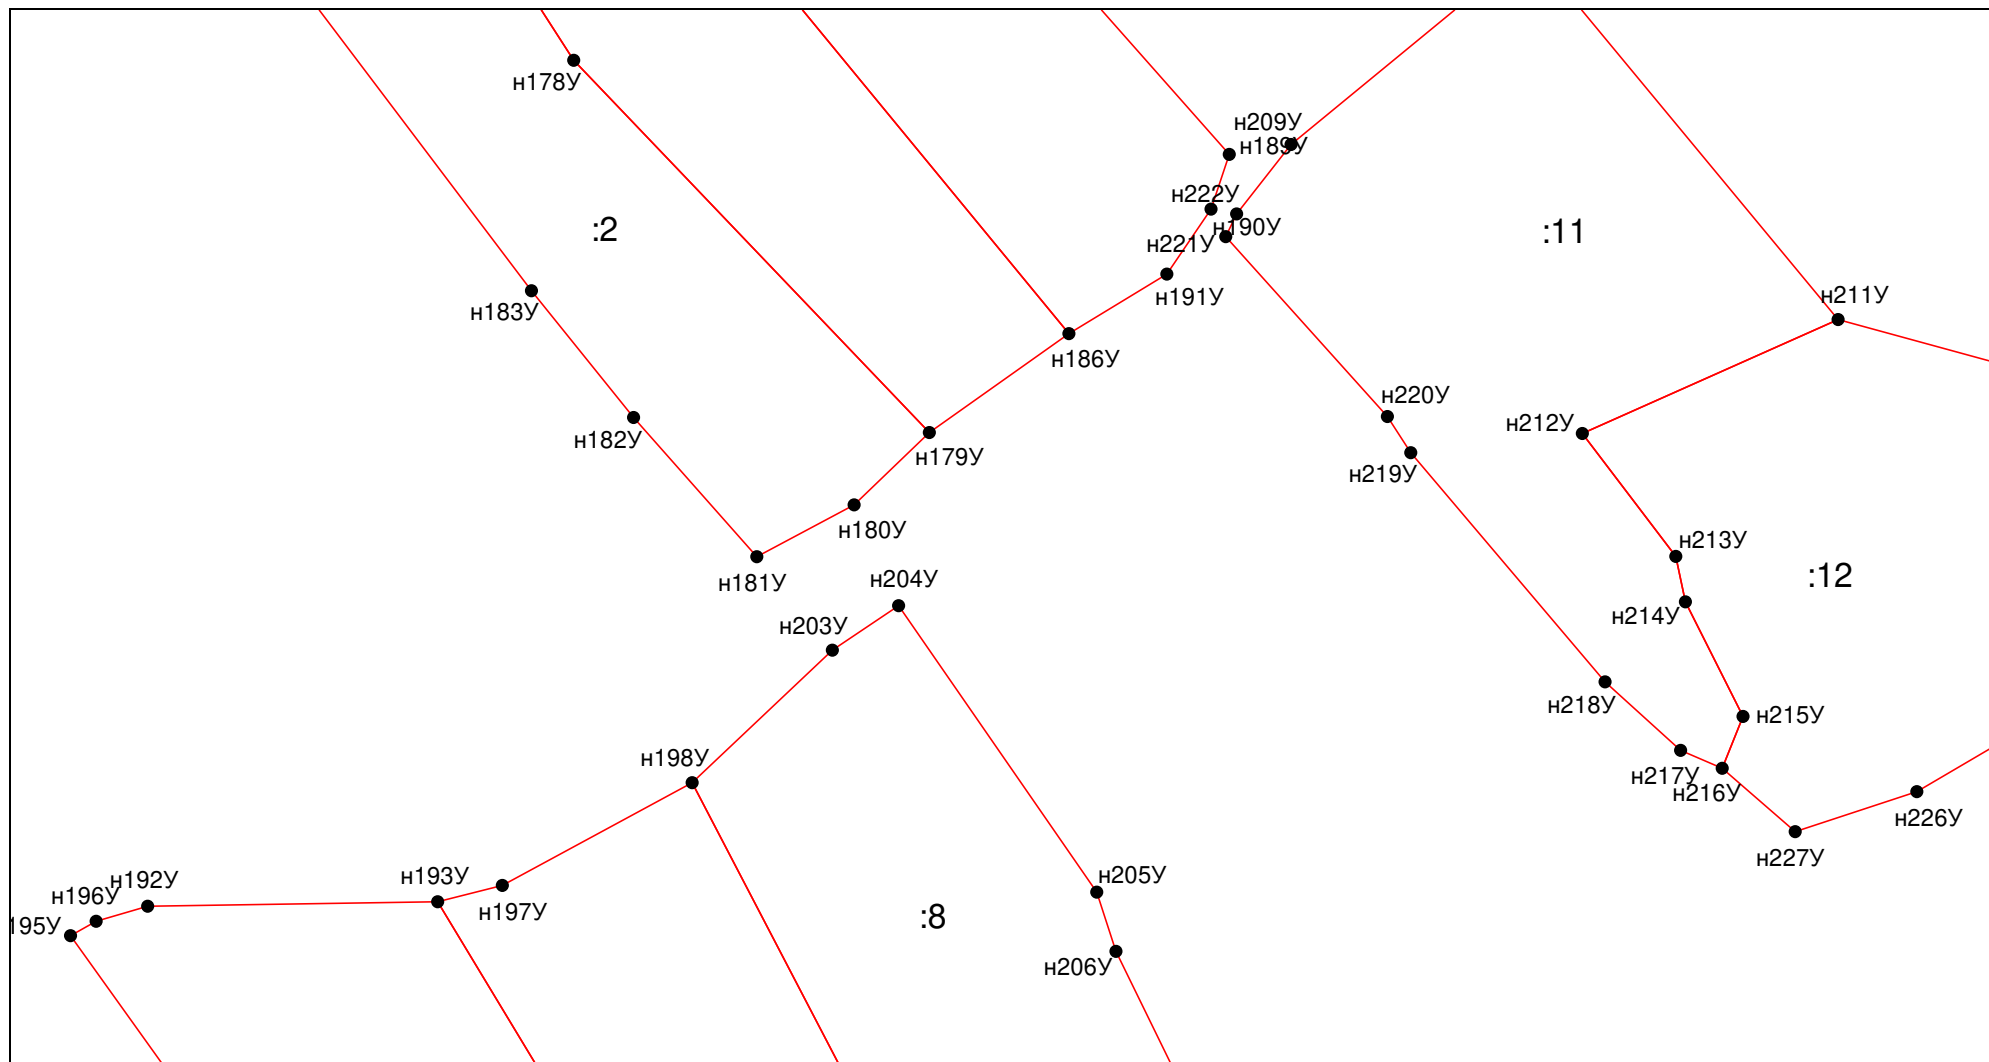 н178У
н209У
н189У
н222У
:2
н190У
:11
н221У
н191У
н211У
н183У
н186У
н220У
н212У
н182У
н179У
н219У
н180У
н213У
н181У
н204У
:12
н214У
н203У
н218У
н215У
н198У
н217У
н216У
н226У
н227У
н193У
н205У
н192У
н196У
н197У
:8
195У
н206У